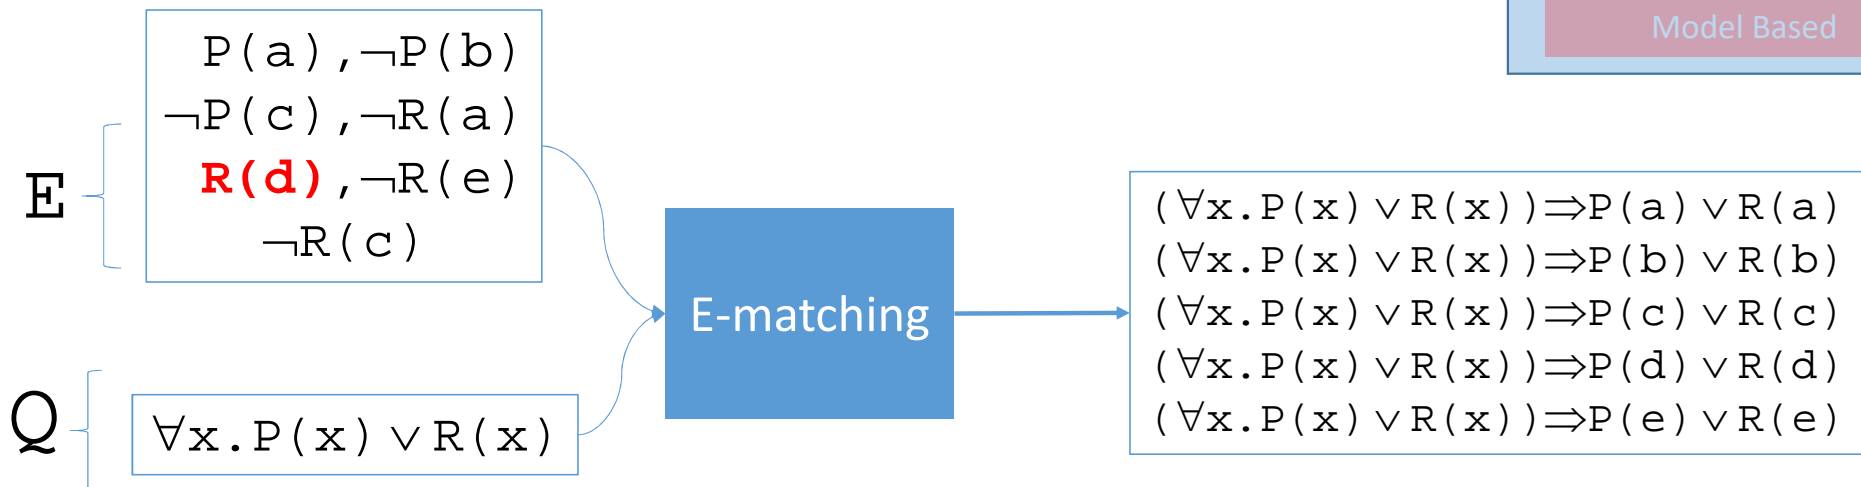 Model Based
P(a),¬P(b)
¬P(c),¬R(a)
R(d),¬R(e)
¬R(c)
E
E-matching
(∀x.P(x)∨R(x))⇒P(a)∨R(a)
(∀x.P(x)∨R(x))⇒P(b)∨R(b)
(∀x.P(x)∨R(x))⇒P(c)∨R(c)
(∀x.P(x)∨R(x))⇒P(d)∨R(d)
(∀x.P(x)∨R(x))⇒P(e)∨R(e)
Q
∀x.P(x)∨R(x)